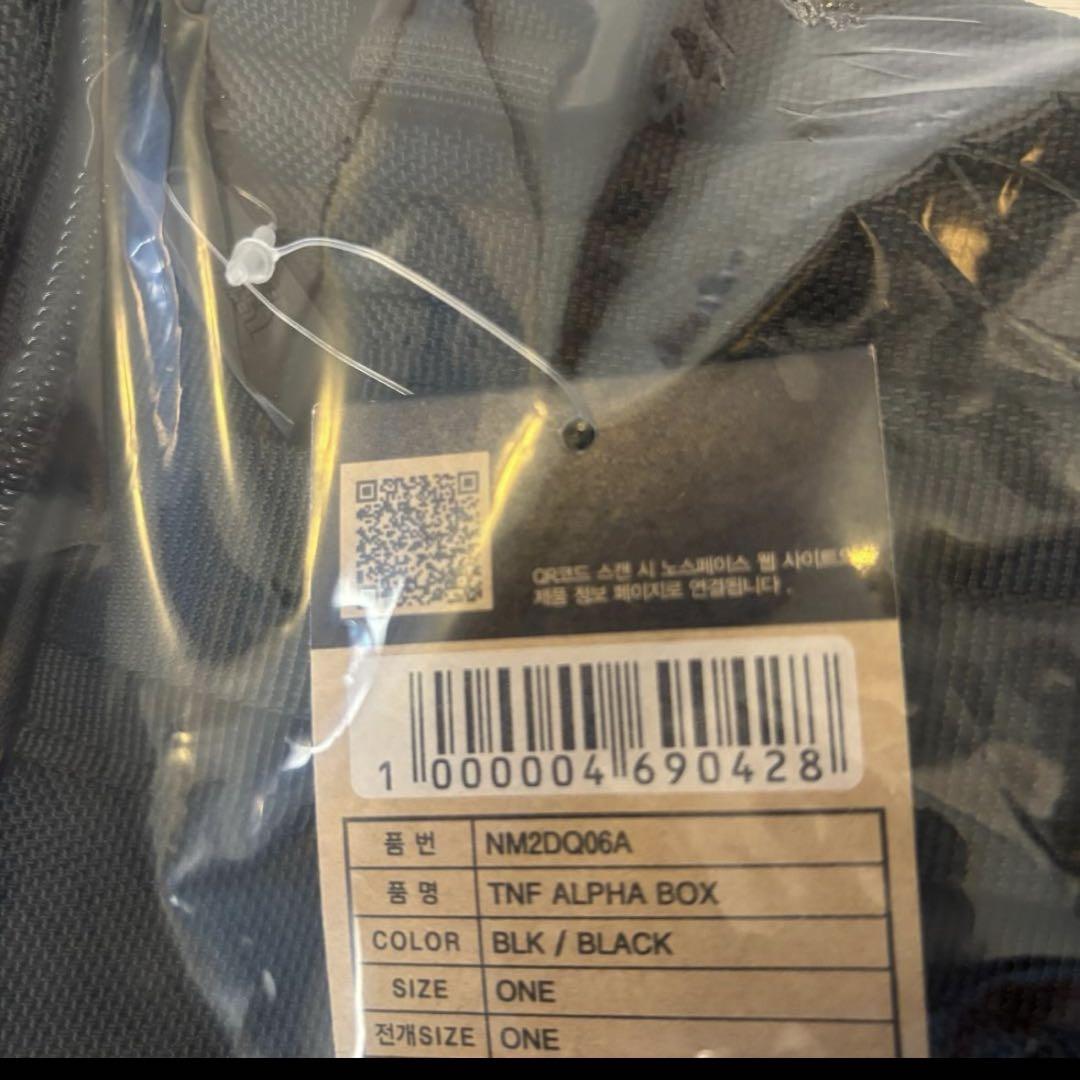 QR코드 스캔 시 노스페이스 웹 사이트의
제품 정보 페이지로 연결됩니다.
1 000004 690428
품 번 NM2DQ06A
품 명 TNF ALPHA BOX
COLOR BLK / BLACK
SIZE ONE
전개SIZE ONE